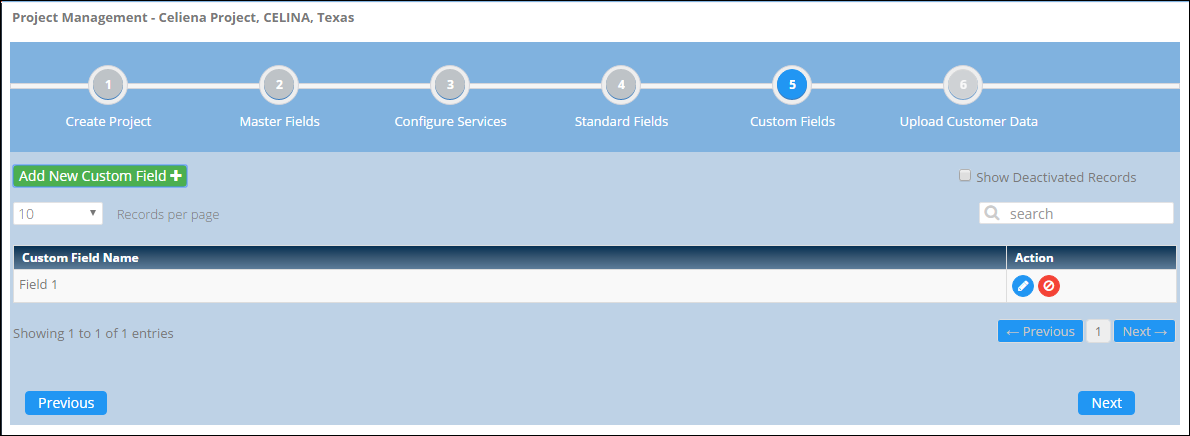 Project Management - Celiena Project, CELINA, Texas
1 2 3 4 5 6
Create Project Master Fields Configure Services Standard Fields Custom Fields Upload Customer Data
Add New Custom Field +
Show Deactivated Records
10 Records per page
search
Custom Field Name Action
Field 1
Showing 1 to 1 of 1 entries
← Previous 1 Next →
Previous Next